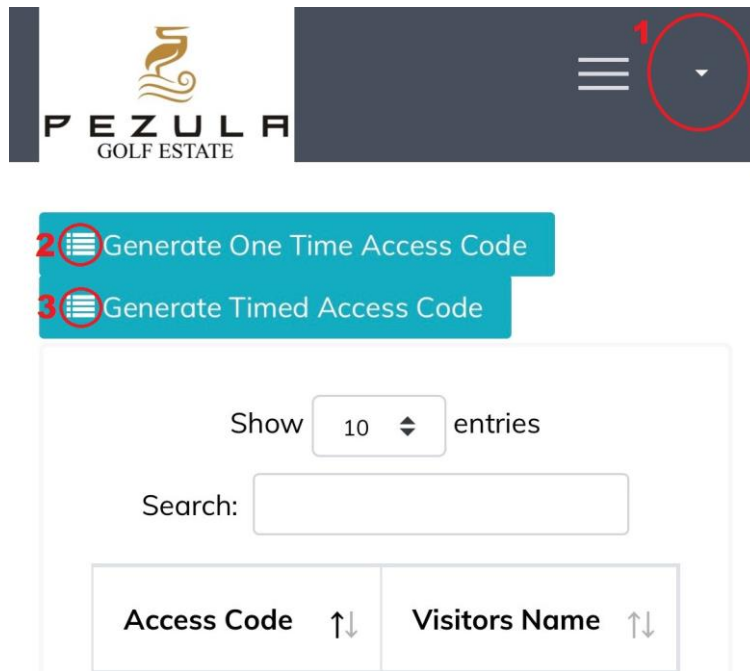 1
PEZULA
GOLF ESTATE
2 Generate One Time Access Code
3 Generate Timed Access Code
Show 10 entries
Search:
Access Code Visitors Name